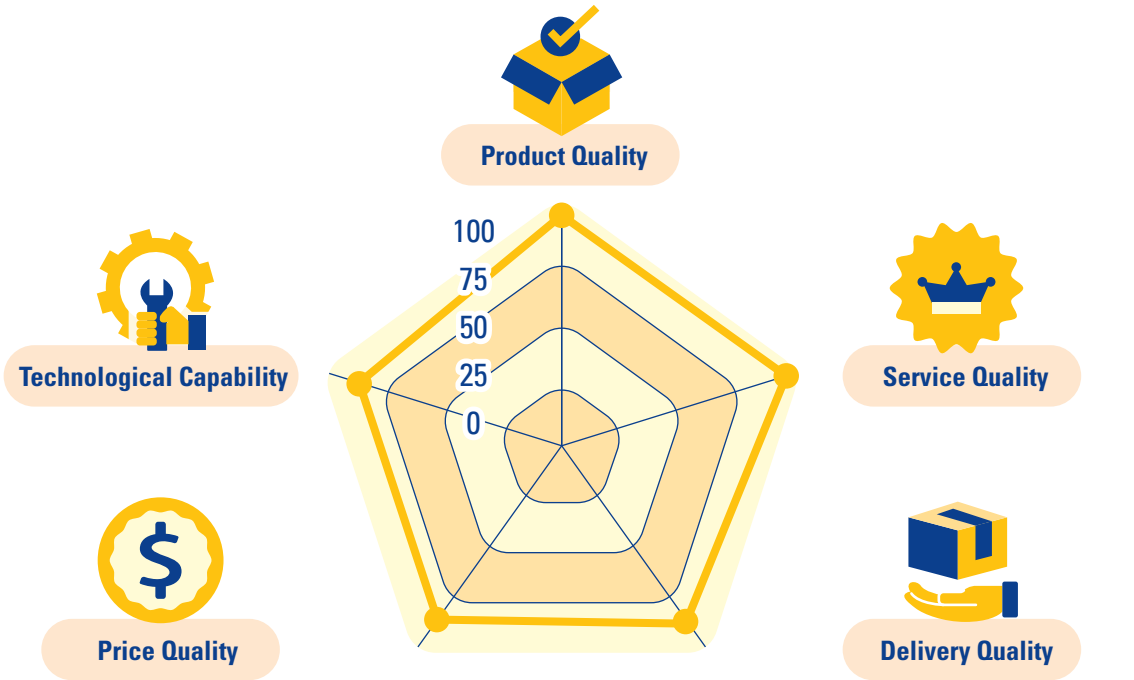 Product Quality
100
75
50
25
0
Technological Capability
Service Quality
$
Price Quality
Delivery Quality